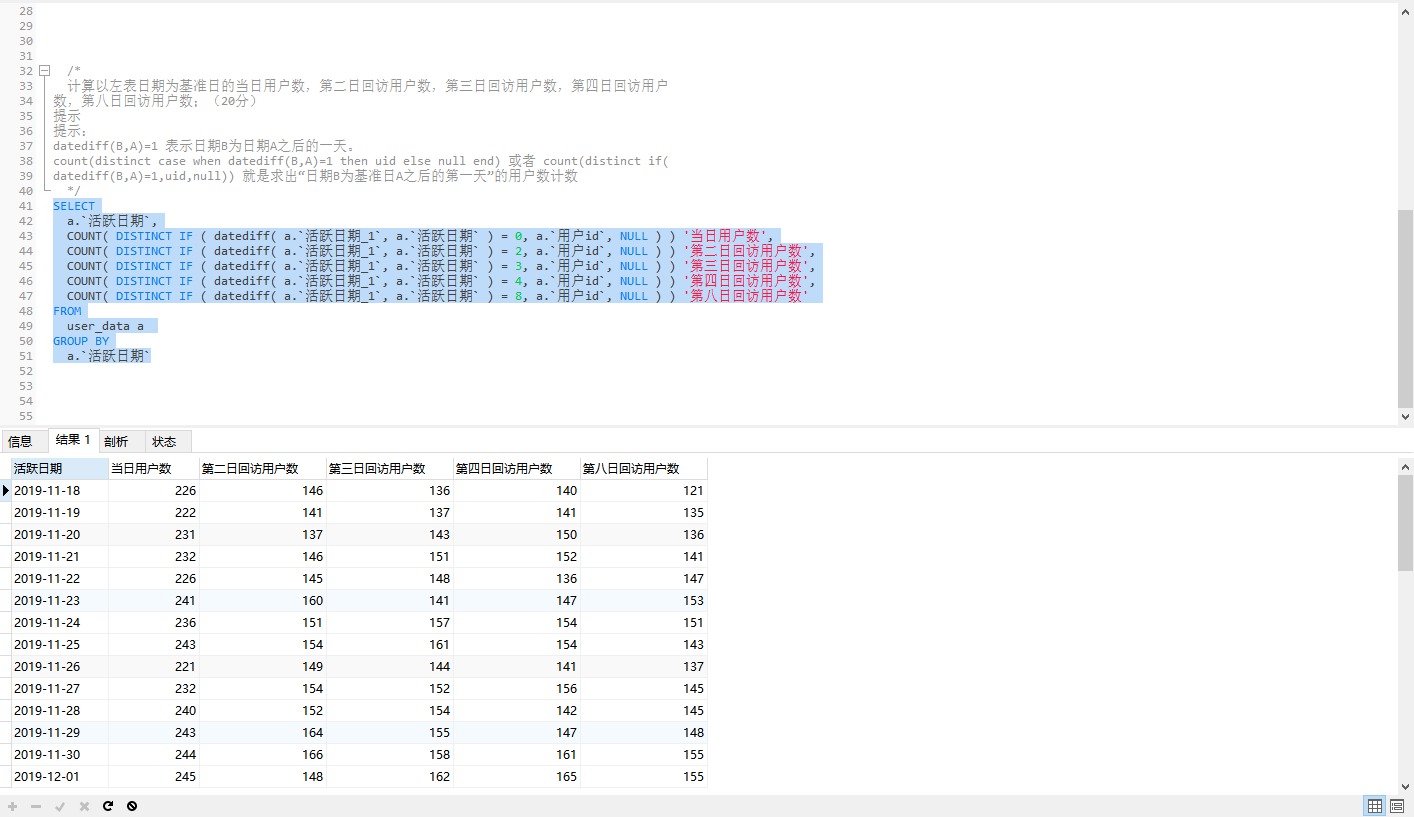 28
29
30
31
32 /*
33 计算以左表日期为基准日的当日用户数，第二日回访用户数，第三日回访用户数，第四日回访用户
34 数，第八日回访用户数；（20分）
35 提示
36 提示：
37 datediff(B,A)=1 表示日期B为日期A之后的一天。
38 count(distinct case when datediff(B,A)=1 then uid else null end) 或者 count(distinct if(
39 datediff(B,A)=1,uid,null)) 就是求出“日期B为基准日A之后的第一天”的用户数计数
40 */
41 SELECT
42 a.`活跃日期`,
43 COUNT( DISTINCT IF ( datediff( a.`活跃日期_1`, a.`活跃日期` ) = 0, a.`用户id`, NULL ) ) '当日用户数',
44 COUNT( DISTINCT IF ( datediff( a.`活跃日期_1`, a.`活跃日期` ) = 2, a.`用户id`, NULL ) ) '第二日回访用户数',
45 COUNT( DISTINCT IF ( datediff( a.`活跃日期_1`, a.`活跃日期` ) = 3, a.`用户id`, NULL ) ) '第三日回访用户数',
46 COUNT( DISTINCT IF ( datediff( a.`活跃日期_1`, a.`活跃日期` ) = 4, a.`用户id`, NULL ) ) '第四日回访用户数',
47 COUNT( DISTINCT IF ( datediff( a.`活跃日期_1`, a.`活跃日期` ) = 8, a.`用户id`, NULL ) ) '第八日回访用户数'
48 FROM
49 user_data a
50 GROUP BY
51 a.`活跃日期`
52
53
54
55
信息 结果 1 剖析 状态
活跃日期 当日用户数 第二日回访用户数 第三日回访用户数 第四日回访用户数 第八日回访用户数
2019-11-18 226 146 136 140 121
2019-11-19 222 141 137 141 135
2019-11-20 231 137 143 150 136
2019-11-21 232 146 151 152 141
2019-11-22 226 145 148 136 147
2019-11-23 241 160 141 147 153
2019-11-24 236 151 157 154 151
2019-11-25 243 154 161 154 143
2019-11-26 221 149 144 141 137
2019-11-27 232 154 152 156 145
2019-11-28 240 152 154 142 145
2019-11-29 243 164 155 147 148
2019-11-30 244 166 158 161 155
2019-12-01 245 148 162 165 155